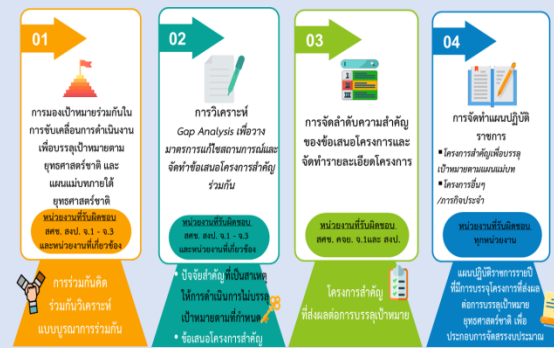 01
การมองเป้าหมายร่วมกันใน
การขับเคลื่อนการดำเนินงาน
เพื่อบรรลุเป้าหมายตาม
ยุทธศาสตร์ชาติ และ
แผนแม่บทภายใต้
ยุทธศาสตร์ชาติ
หน่วยงานที่รับผิดชอบ
สศช. สงป. จ.1 - จ.3
และหน่วยงานที่เกี่ยวข้อง
การร่วมกันคิด
ร่วมกันวิเคราะห์
แบบบูรณาการร่วมกัน
02
การวิเคราะห์
Gap Analysis เพื่อวาง
มาตรการแก้ไขสถานการณ์และ
จัดทำข้อเสนอโครงการสำคัญ
ร่วมกัน
หน่วยงานที่รับผิดชอบ
สศช. สงป. จ.1 - จ.3
และหน่วยงานที่เกี่ยวข้อง
• ปัจจัยสำคัญที่เป็นสาเหตุ
ให้การดำเนินการไม่บรรลุ
เป้าหมายตามที่กำหนด
• ข้อเสนอโครงการสำคัญ
03
การจัดลำดับความสำคัญ
ของข้อเสนอโครงการและ
จัดทำรายละเอียดโครงการ
หน่วยงานที่รับผิดชอบ
สศช. คจย. จ.1และ สงป.
โครงการสำคัญ
ที่ส่งผลต่อการบรรลุเป้าหมาย
04
การจัดทำแผนปฏิบัติ
ราชการ
▪โครงการสำคัญเพื่อบรรลุ
เป้าหมายตามแผนแม่บท
▪โครงการอื่นๆ
/ภารกิจประจำ
หน่วยงานที่รับผิดชอบ
ทุกหน่วยงาน
แผนปฏิบัติราชการรายปี
ที่มีการบรรจุโครงการที่ส่งผล
ต่อการบรรลุเป้าหมาย
ยุทธศาสตร์ชาติ เพื่อ
ประกอบการจัดสรรงบประมาณ